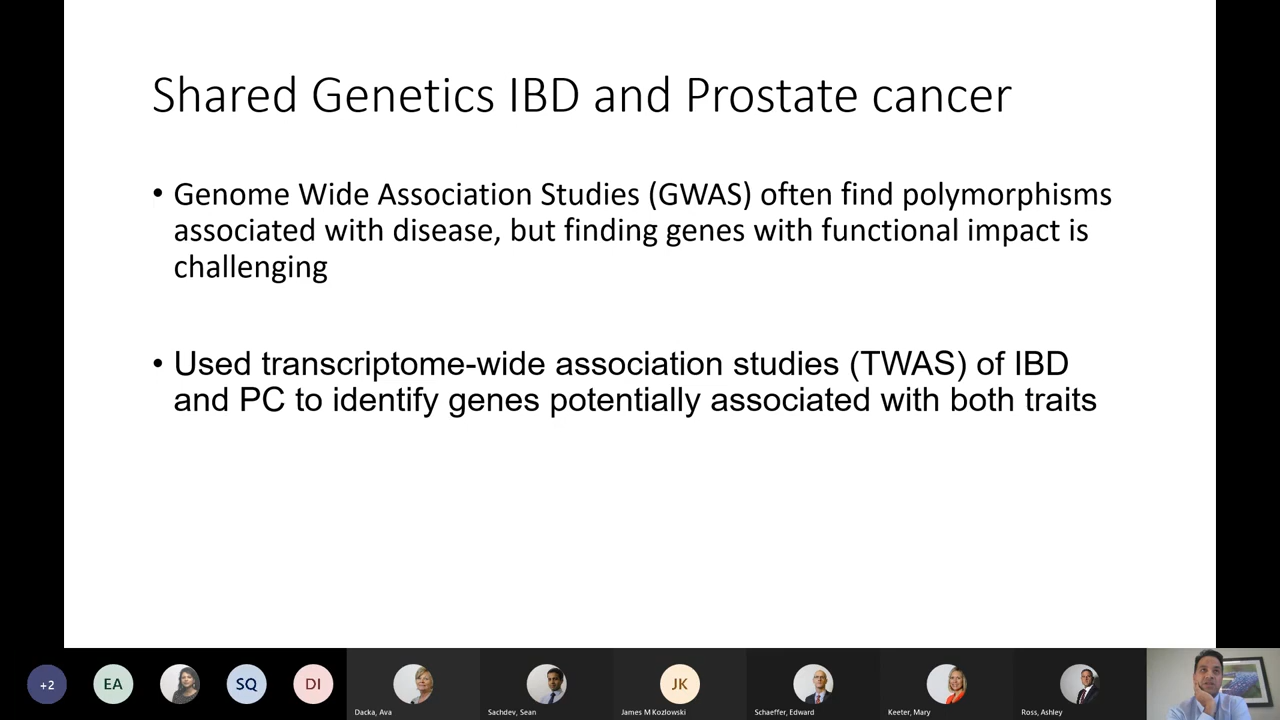 Shared Genetics IBD and Prostate cancer
• Genome Wide Association Studies (GWAS) often find polymorphisms
associated with disease, but finding genes with functional impact is
challenging
• Used transcriptome-wide association studies (TWAS) of IBD
and PC to identify genes potentially associated with both traits
+2
EA
SQ
DI
JK
Dacka, Ava
Sachdev, Sean
James M Kozlowski
Schaeffer, Edward
Keeter, Mary
Ross, Ashley